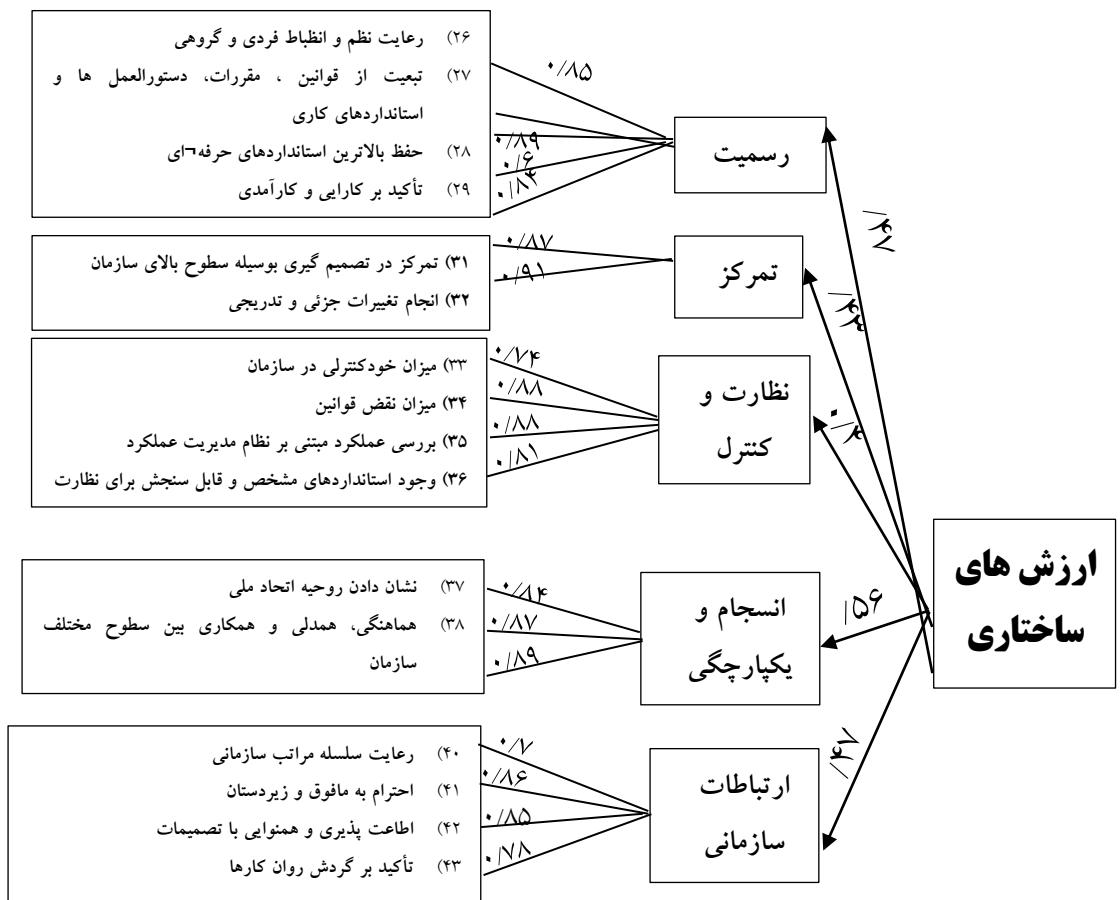 ۲۶) رعایت نظم و انظباط فردی و گروهی
۲۷) تبعیت از قوانین ، مقررات، دستورالعمل ها و
استانداردهای کاری
۲۸) حفظ بالاترین استانداردهای حرفه¬ای
۲۹) تأکید بر کارایی و کارآمدی
۰/۸۵
۰/۸۹
۰/۶
۰/۸۴
رسمیت
۳۱) تمرکز در تصمیم گیری بوسیله سطوح بالای سازمان
۳۲) انجام تغییرات جزئی و تدریجی
۰/۸۷
۰/۹۱
تمرکز
۳۳) میزان خودکنترلی در سازمان
۳۴) میزان نقض قوانین
۳۵) بررسی عملکرد مبتنی بر نظام مدیریت عملکرد
۳۶) وجود استانداردهای مشخص و قابل سنجش برای نظارت
۰/۷۴
۰/۸۸
۰/۸۸
۰/۸۱
نظارت و
کنترل
۳۷) نشان دادن روحیه اتحاد ملی
۳۸) هماهنگی، همدلی و همکاری بین سطوح مختلف
سازمان
۰/۸۴
۰/۸۷
۰/۸۹
انسجام و
یکپارچگی
۴۰) رعایت سلسله مراتب سازمانی
۴۱) احترام به مافوق و زیردستان
۴۲) اطاعت پذیری و همنوایی با تصمیمات
۴۳) تأکید بر گردش روان کارها
۰/۷
۰/۸۶
۰/۸۵
۰/۷۸
ارتباطات
سازمانی
/۴۷
/۵۶
/۴۷
ارزش های
ساختاری